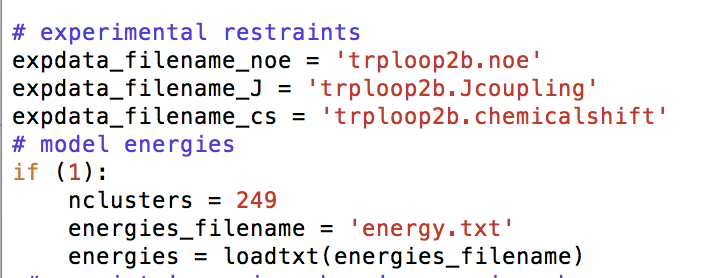 # experimental restraints
expdata_filename_noe = 'trploop2b.noe'
expdata_filename_J = 'trploop2b.Jcoupling'
expdata_filename_cs = 'trploop2b.chemicalshift'
# model energies
if (1):
    nclusters = 249
    energies_filename = 'energy.txt'
    energies = loadtxt(energies_filename)